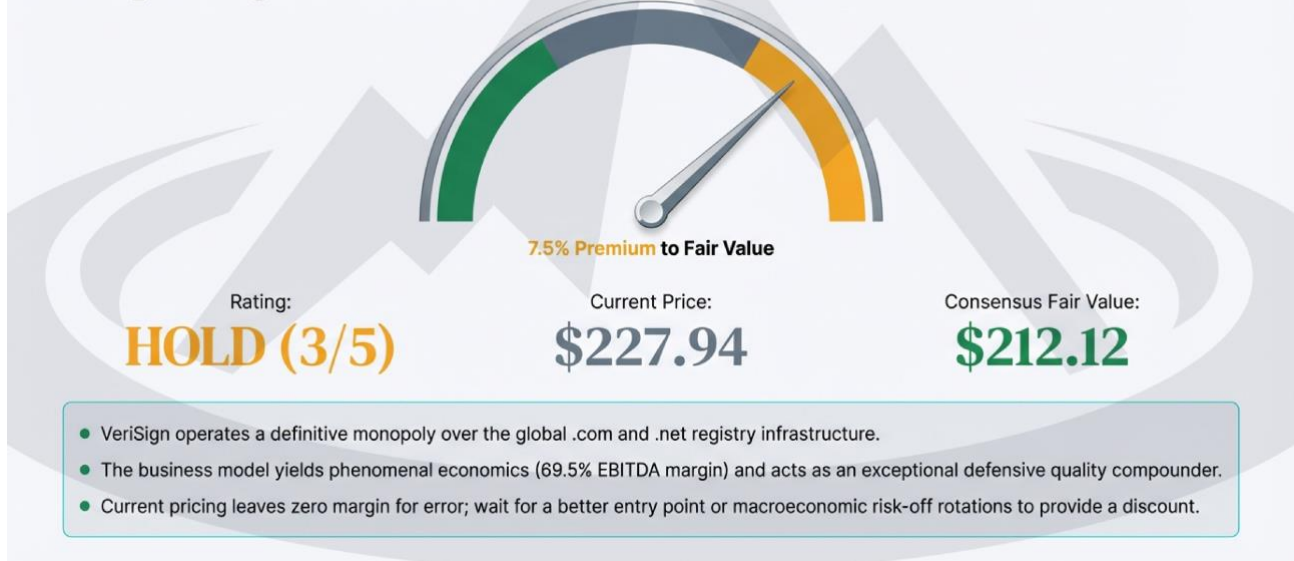 7.5% Premium to Fair Value
Rating:
HOLD (3/5)
Current Price:
$227.94
Consensus Fair Value:
$212.12
VeriSign operates a definitive monopoly over the global .com and .net registry infrastructure.
The business model yields phenomenal economics (69.5% EBITDA margin) and acts as an exceptional defensive quality compounder.
Current pricing leaves zero margin for error; wait for a better entry point or macroeconomic risk-off rotations to provide a discount.